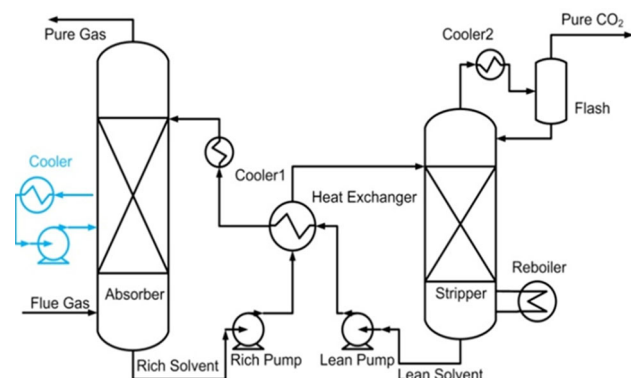 Pure Gas
Cooler2
Pure CO₂
Flash
Cooler
Cooler1
Heat Exchanger
Reboiler
Absorber
Stripper
Flue Gas
Rich Solvent
Rich Pump
Lean Pump
Lean Solvent